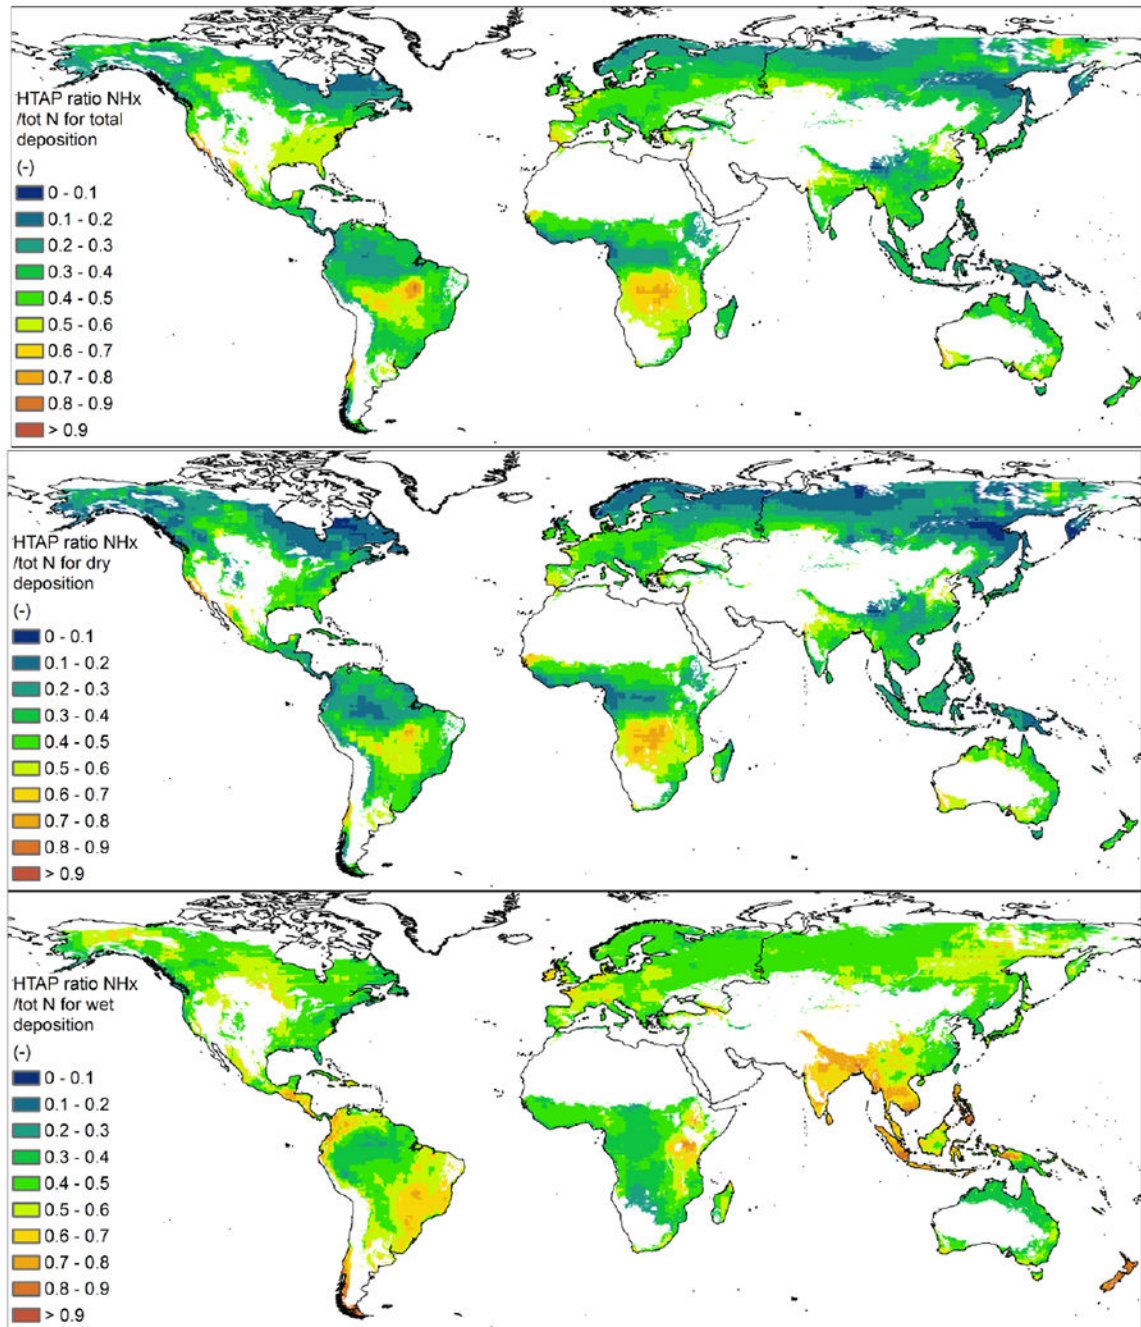 HTAP ratio NHx
/tot N for total
deposition
(-)
0 - 0.1
0.1 - 0.2
0.2 - 0.3
0.3 - 0.4
0.4 - 0.5
0.5 - 0.6
0.6 - 0.7
0.7 - 0.8
0.8 - 0.9
> 0.9
HTAP ratio NHx
/tot N for dry
deposition
(-)
0 - 0.1
0.1 - 0.2
0.2 - 0.3
0.3 - 0.4
0.4 - 0.5
0.5 - 0.6
0.6 - 0.7
0.7 - 0.8
0.8 - 0.9
> 0.9
HTAP ratio NHx
/tot N for wet
deposition
(-)
0 - 0.1
0.1 - 0.2
0.2 - 0.3
0.3 - 0.4
0.4 - 0.5
0.5 - 0.6
0.6 - 0.7
0.7 - 0.8
0.8 - 0.9
> 0.9